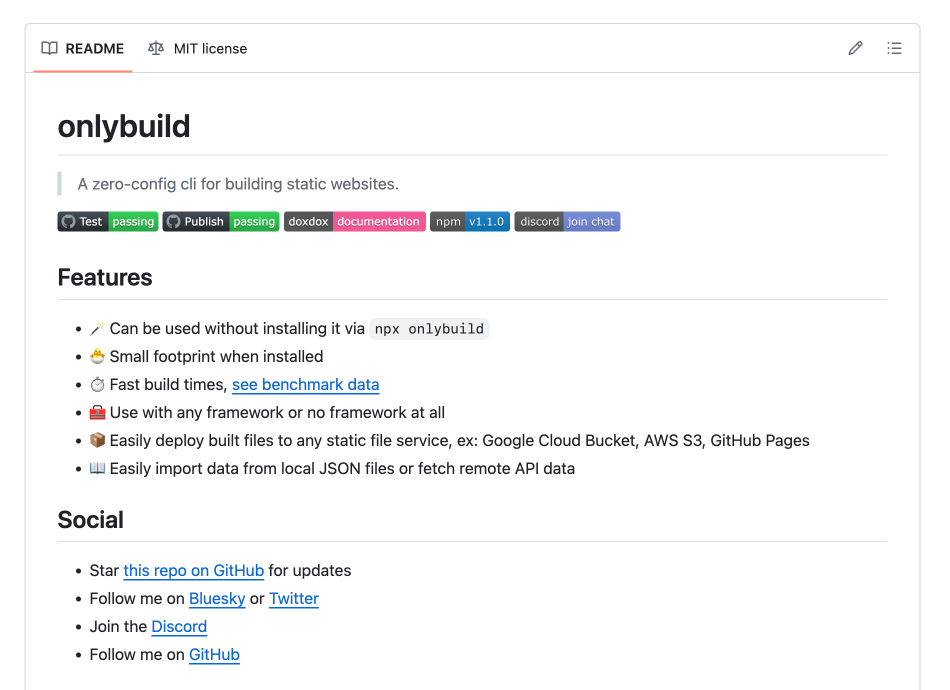 README MIT license
onlybuild
A zero-config cli for building static websites.
Test passing Publish passing doxdox documentation npm v1.1.0 discord join chat
Features
Can be used without installing it via npx onlybuild
Small footprint when installed
Fast build times, see benchmark data
Use with any framework or no framework at all
Easily deploy built files to any static file service, ex: Google Cloud Bucket, AWS S3, GitHub Pages
Easily import data from local JSON files or fetch remote API data
Social
Star this repo on GitHub for updates
Follow me on Bluesky or Twitter
Join the Discord
Follow me on GitHub